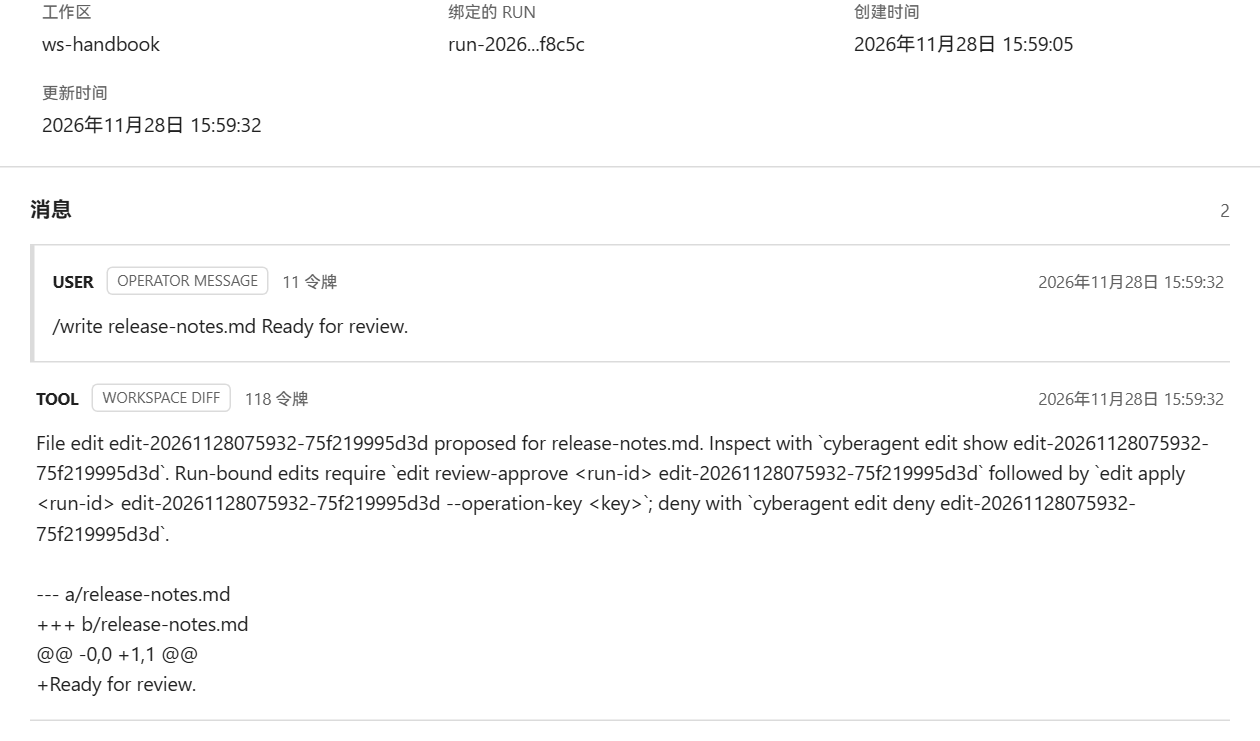 工作区
绑定的 RUN
创建时间
ws-handbook
run-2026...f8c5c
2026年11月28日 15:59:05
更新时间
2026年11月28日 15:59:32
消息
2
USER OPERATOR MESSAGE 11 令牌 2026年11月28日 15:59:32
/write release-notes.md Ready for review.
TOOL WORKSPACE DIFF 118 令牌 2026年11月28日 15:59:32
File edit edit-20261128075932-75f219995d3d proposed for release-notes.md. Inspect with `cyberagent edit show edit-20261128075932-
75f219995d3d`. Run-bound edits require `edit review-approve <run-id> edit-20261128075932-75f219995d3d` followed by `edit apply
<run-id> edit-20261128075932-75f219995d3d --operation-key <key>`; deny with `cyberagent edit deny edit-20261128075932-
75f219995d3d`.
--- a/release-notes.md
+++ b/release-notes.md
@@ -0,0 +1,1 @@
+Ready for review.